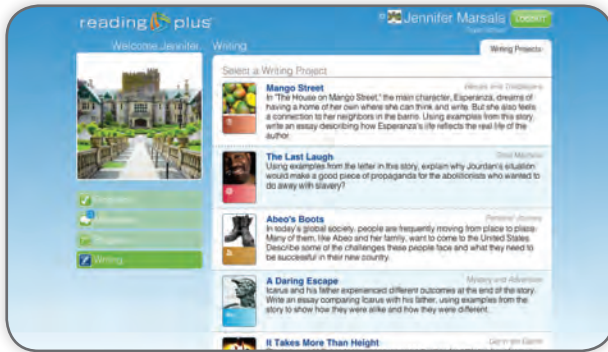 reading plus
Jennifer Marsala LOGOUT
Welcome, Jennifer. Writing
Writing Projects
Select a Writing Project
Mango Street
In "The House on Mango Street," the main character, Esperanza, dreams of
having a home of her own where she can think and write. But she also feels
a connection to her neighbors in the barrio. Using examples from this story,
write an essay describing how Esperanza's life reflects the real life of the
author.
The Last Laugh
Using examples from the letter in this story, explain why Jourdan's situation
would make a good piece of propaganda for the abolitionists who wanted to
do away with slavery?
Abeo's Boots
Personal Journey
In today's global society, people are frequently moving from place to place.
Many of them, like Abeo and her family, want to come to the United States.
Describe some of the challenges these people face and what they need to
be successful in their new country.
A Daring Escape
Mystery and Adventure
Icarus and his father experienced different outcomes at the end of the story.
Write an essay comparing Icarus with his father, using examples from the
story to show how they were alike and how they were different.
It Takes More Than Height
Get in the Game
Writing